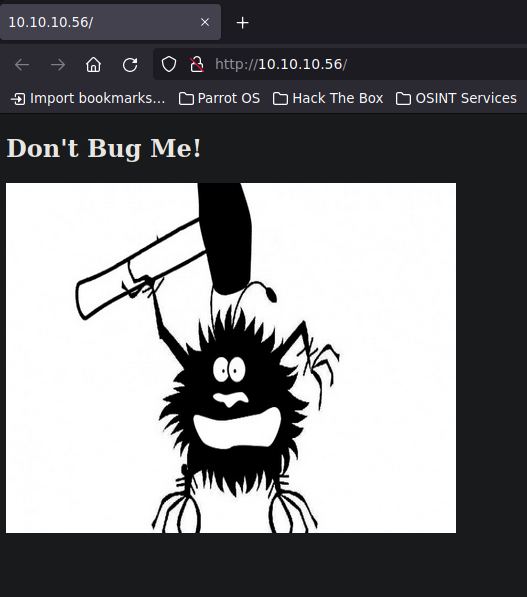 10.10.10.56/
http://10.10.10.56/
Import bookmarks... Parrot OS Hack The Box OSINT Services
Don't Bug Me!